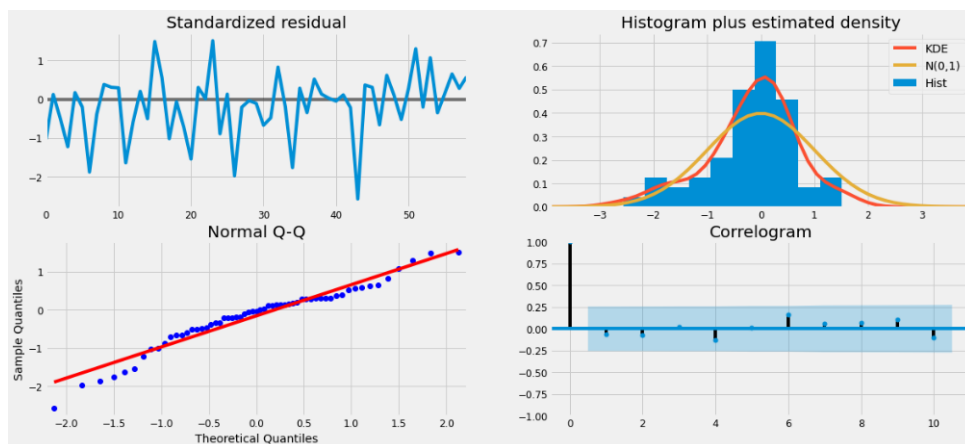 Standardized residual
1
0
−1
−2
0 10 20 30 40 50
Histogram plus estimated density
KDE
N(0,1)
Hist
0.7
0.6
0.5
0.4
0.3
0.2
0.1
0.0
−3 −2 −1 0 1 2 3
Normal Q-Q
Sample Quantiles
1
0
−1
−2
−2.0 −1.5 −1.0 −0.5 0.0 0.5 1.0 1.5 2.0
Theoretical Quantiles
Correlogram
1.00
0.75
0.50
0.25
0.00
−0.25
−0.50
−0.75
−1.00
0 2 4 6 8 10